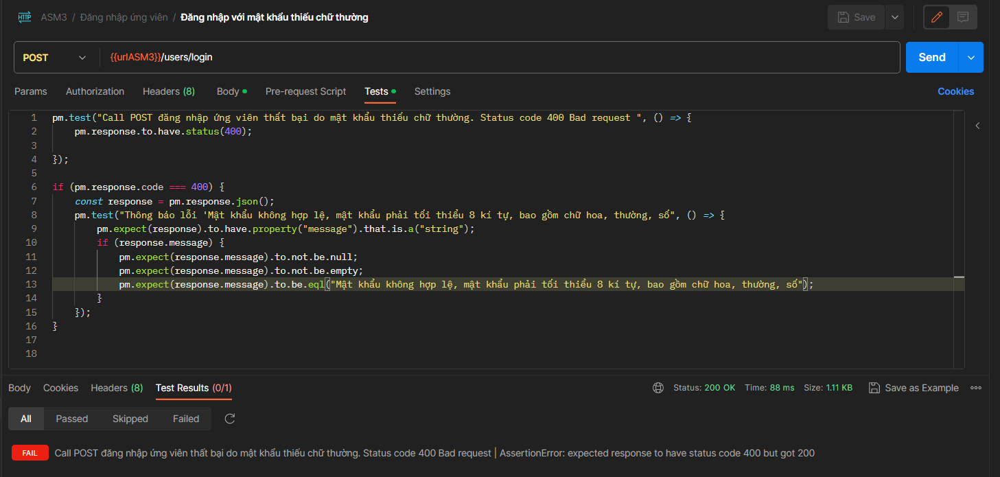 HTTP ASM3 / Đăng nhập ứng viên / Đăng nhập với mật khẩu thiếu chữ thường Save
POST {{urlASM3}}/users/login Send
Params Authorization Headers (8) Body Pre-request Script Tests Settings Cookies
1 pm.test("Call POST đăng nhập ứng viên thất bại do mật khẩu thiếu chữ thường. Status code 400 Bad request ", () => {
2 pm.response.to.have.status(400);
3
4 });
5
6 if (pm.response.code === 400) {
7 const response = pm.response.json();
8 pm.test("Thông báo lỗi 'Mật khẩu không hợp lệ, mật khẩu phải tối thiểu 8 kí tự, bao gồm chữ hoa, thường, số", () => {
9 pm.expect(response).to.have.property("message").that.is.a("string");
10 if (response.message) {
11 pm.expect(response.message).to.not.be.null;
12 pm.expect(response.message).to.not.be.empty;
13 pm.expect(response.message).to.be.eql("Mật khẩu không hợp lệ, mật khẩu phải tối thiểu 8 kí tự, bao gồm chữ hoa, thường, số");
14 }
15 });
16 }
17
18
Body Cookies Headers (8) Test Results (0/1) Status: 200 OK Time: 88 ms Size: 1.11 KB Save as Example
All Passed Skipped Failed
FAIL Call POST đăng nhập ứng viên thất bại do mật khẩu thiếu chữ thường. Status code 400 Bad request | AssertionError: expected response to have status code 400 but got 200